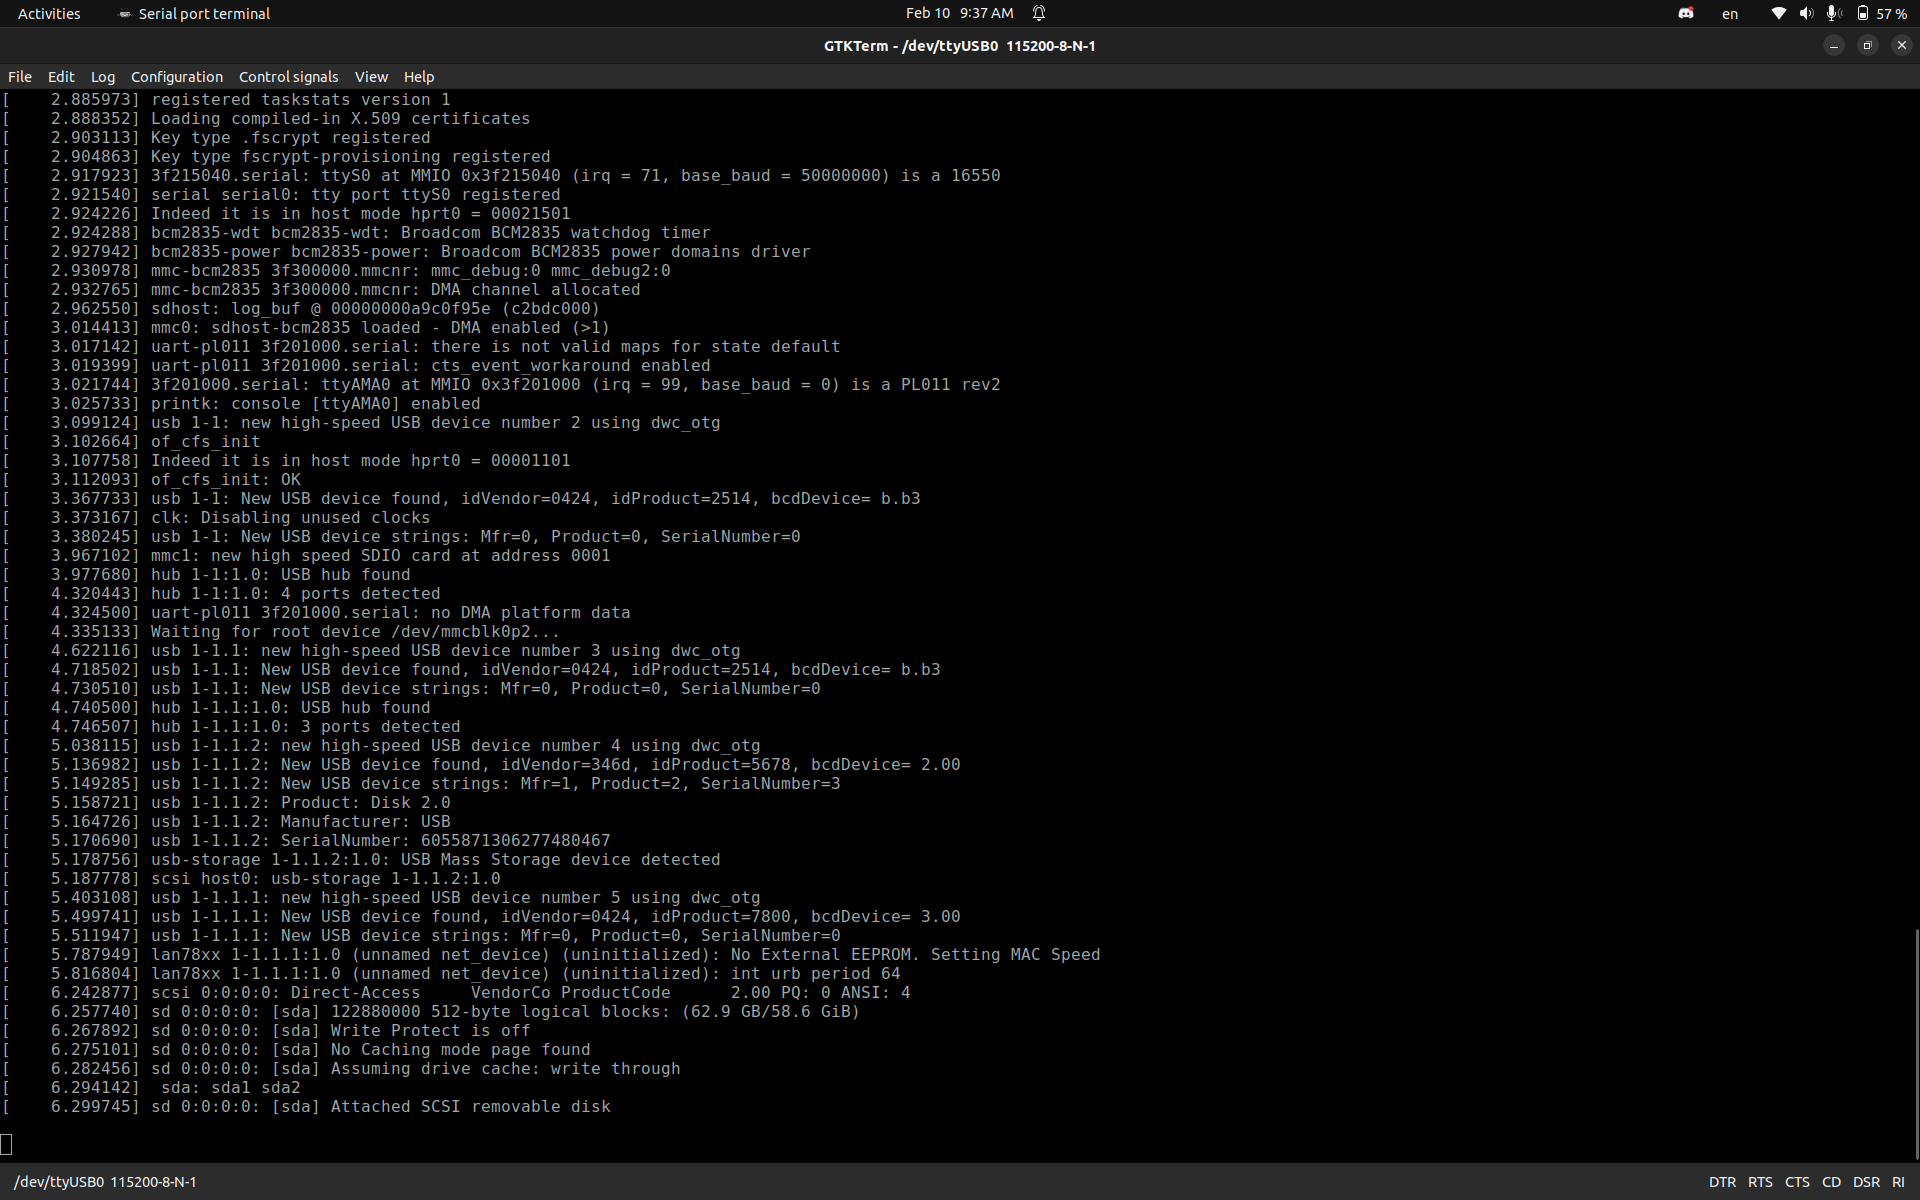 Activities Serial port terminal Feb 10 9:37 AM en 57 %
GTKTerm - /dev/ttyUSB0 115200-8-N-1
File Edit Log Configuration Control signals View Help
[    2.885973] registered taskstats version 1
[    2.888352] Loading compiled-in X.509 certificates
[    2.903113] Key type .fscrypt registered
[    2.904863] Key type fscrypt-provisioning registered
[    2.917923] 3f215040.serial: ttyS0 at MMIO 0x3f215040 (irq = 71, base_baud = 50000000) is a 16550
[    2.921540] serial serial0: tty port ttyS0 registered
[    2.924226] Indeed it is in host mode hprt0 = 00021501
[    2.924288] bcm2835-wdt bcm2835-wdt: Broadcom BCM2835 watchdog timer
[    2.927942] bcm2835-power bcm2835-power: Broadcom BCM2835 power domains driver
[    2.930978] mmc-bcm2835 3f300000.mmcnr: mmc_debug:0 mmc_debug2:0
[    2.932765] mmc-bcm2835 3f300000.mmcnr: DMA channel allocated
[    2.962550] sdhost: log_buf @ 00000000a9c0f95e (c2bdc000)
[    3.014413] mmc0: sdhost-bcm2835 loaded - DMA enabled (>1)
[    3.017142] uart-pl011 3f201000.serial: there is not valid maps for state default
[    3.019399] uart-pl011 3f201000.serial: cts_event_workaround enabled
[    3.021744] 3f201000.serial: ttyAMA0 at MMIO 0x3f201000 (irq = 99, base_baud = 0) is a PL011 rev2
[    3.025733] printk: console [ttyAMA0] enabled
[    3.099124] usb 1-1: new high-speed USB device number 2 using dwc_otg
[    3.102664] of_cfs_init
[    3.107758] Indeed it is in host mode hprt0 = 00001101
[    3.112093] of_cfs_init: OK
[    3.367733] usb 1-1: New USB device found, idVendor=0424, idProduct=2514, bcdDevice= b.b3
[    3.373167] clk: Disabling unused clocks
[    3.380245] usb 1-1: New USB device strings: Mfr=0, Product=0, SerialNumber=0
[    3.967102] mmc1: new high speed SDIO card at address 0001
[    3.977680] hub 1-1:1.0: USB hub found
[    4.320443] hub 1-1:1.0: 4 ports detected
[    4.324500] uart-pl011 3f201000.serial: no DMA platform data
[    4.335133] Waiting for root device /dev/mmcblk0p2...
[    4.622116] usb 1-1.1: new high-speed USB device number 3 using dwc_otg
[    4.718502] usb 1-1.1: New USB device found, idVendor=0424, idProduct=2514, bcdDevice= b.b3
[    4.730510] usb 1-1.1: New USB device strings: Mfr=0, Product=0, SerialNumber=0
[    4.740500] hub 1-1.1:1.0: USB hub found
[    4.746507] hub 1-1.1:1.0: 3 ports detected
[    5.038115] usb 1-1.1.2: new high-speed USB device number 4 using dwc_otg
[    5.136982] usb 1-1.1.2: New USB device found, idVendor=346d, idProduct=5678, bcdDevice= 2.00
[    5.149285] usb 1-1.1.2: New USB device strings: Mfr=1, Product=2, SerialNumber=3
[    5.158721] usb 1-1.1.2: Product: Disk 2.0
[    5.164726] usb 1-1.1.2: Manufacturer: USB
[    5.170690] usb 1-1.1.2: SerialNumber: 6055871306277480467
[    5.178756] usb-storage 1-1.1.2:1.0: USB Mass Storage device detected
[    5.187778] scsi host0: usb-storage 1-1.1.2:1.0
[    5.403108] usb 1-1.1.1: new high-speed USB device number 5 using dwc_otg
[    5.499741] usb 1-1.1.1: New USB device found, idVendor=0424, idProduct=7800, bcdDevice= 3.00
[    5.511947] usb 1-1.1.1: New USB device strings: Mfr=0, Product=0, SerialNumber=0
[    5.787949] lan78xx 1-1.1.1:1.0 (unnamed net_device) (uninitialized): No External EEPROM. Setting MAC Speed
[    5.816804] lan78xx 1-1.1.1:1.0 (unnamed net_device) (uninitialized): int urb period 64
[    6.242877] scsi 0:0:0:0: Direct-Access     VendorCo ProductCode      2.00 PQ: 0 ANSI: 4
[    6.257740] sd 0:0:0:0: [sda] 122880000 512-byte logical blocks: (62.9 GB/58.6 GiB)
[    6.267892] sd 0:0:0:0: [sda] Write Protect is off
[    6.275101] sd 0:0:0:0: [sda] No Caching mode page found
[    6.282456] sd 0:0:0:0: [sda] Assuming drive cache: write through
[    6.294142]  sda: sda1 sda2
[    6.299745] sd 0:0:0:0: [sda] Attached SCSI removable disk
/dev/ttyUSB0 115200-8-N-1 DTR RTS CTS CD DSR RI